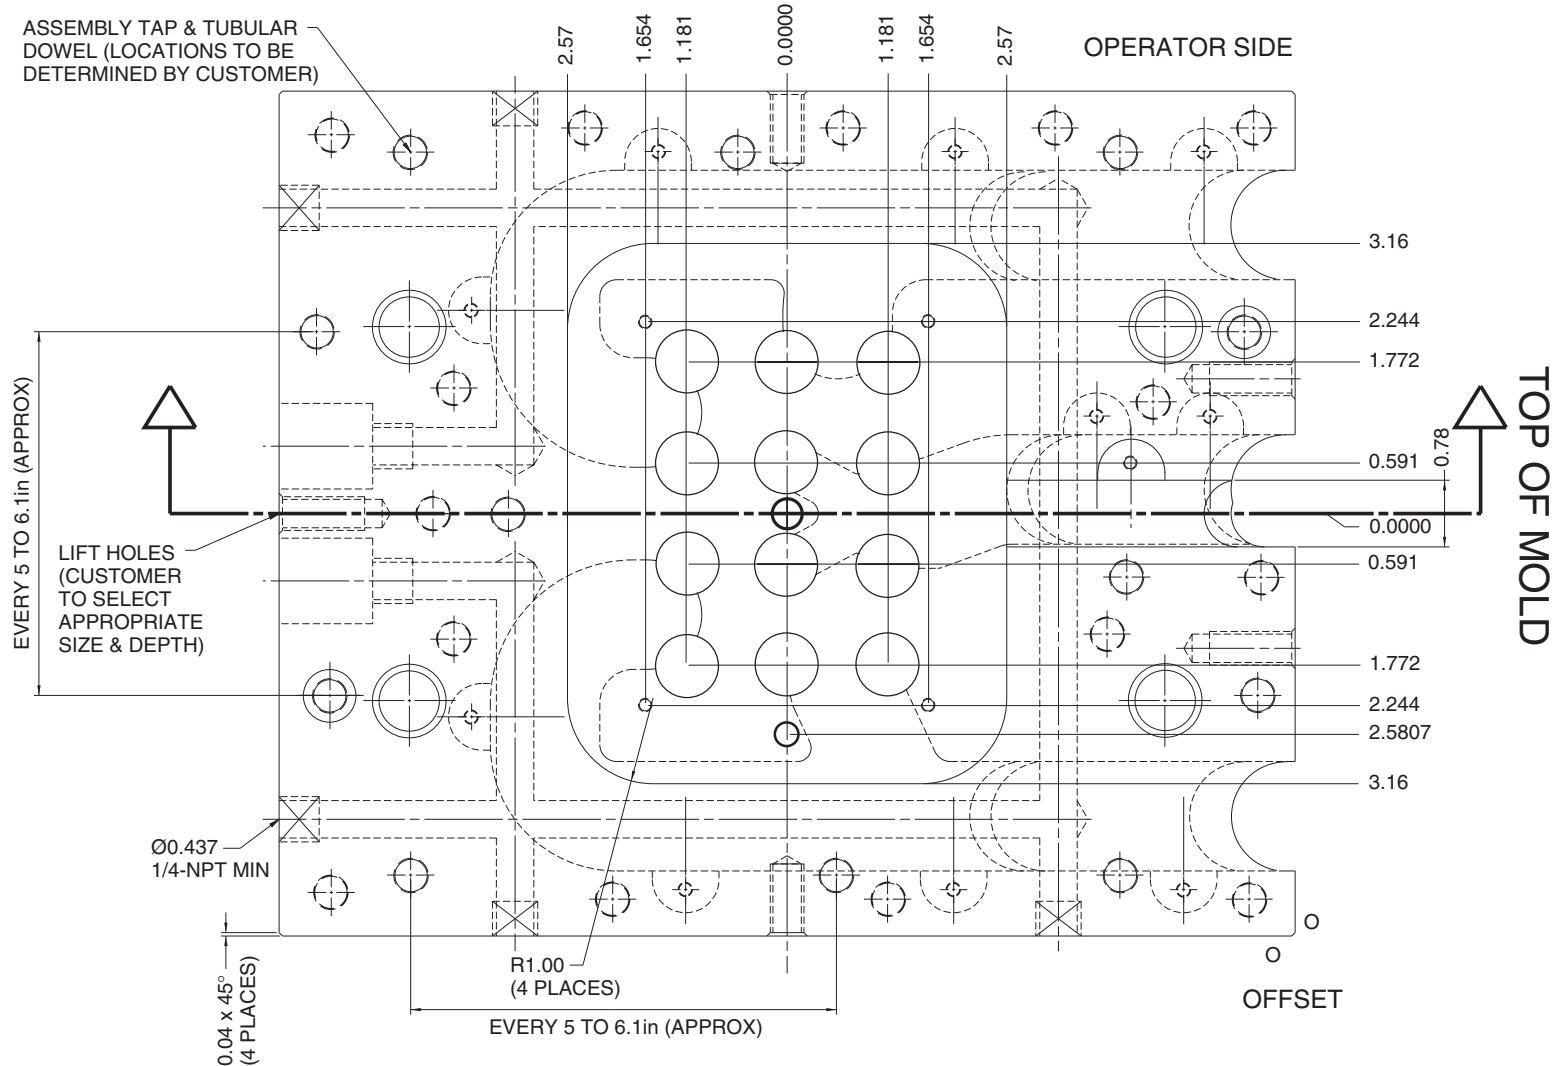 ASSEMBLY TAP & TUBULAR
DOWEL (LOCATIONS TO BE
DETERMINED BY CUSTOMER)
2.57
1.654
1.181
0.0000
1.181
1.654
2.57
OPERATOR SIDE
3.16
2.244
1.772
0.591
0.78
0.0000
0.591
1.772
2.244
2.5807
3.16
TOP OF MOLD
EVERY 5 TO 6.1in (APPROX)
LIFT HOLES
(CUSTOMER
TO SELECT
APPROPRIATE
SIZE & DEPTH)
Ø0.437
1/4-NPT MIN
0.04 x 45°
(4 PLACES)
R1.00
(4 PLACES)
EVERY 5 TO 6.1in (APPROX)
O
O
OFFSET